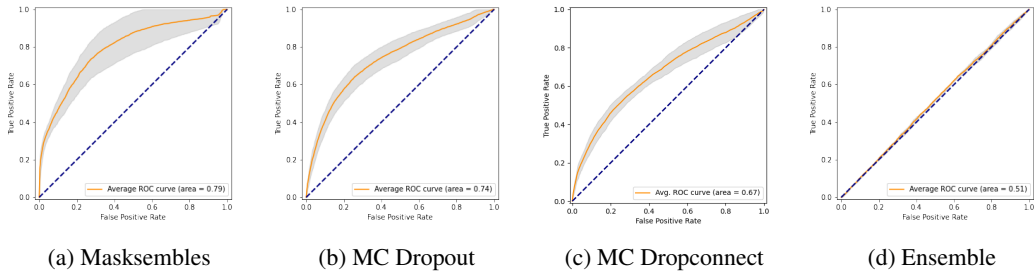 1.0
0.8
0.6
0.4
0.2
0.0
True Positive Rate
Average ROC curve (area = 0.79)
0.0 0.2 0.4 0.6 0.8 1.0
False Positive Rate
(a) Masksembles
1.0
0.8
0.6
0.4
0.2
0.0
True Positive Rate
Average ROC curve (area = 0.74)
0.0 0.2 0.4 0.6 0.8 1.0
False Positive Rate
(b) MC Dropout
1.0
0.8
0.6
0.4
0.2
0.0
True Positive Rate
Avg. ROC curve (area = 0.67)
0.0 0.2 0.4 0.6 0.8 1.0
False Positive Rate
(c) MC Dropconnect
1.0
0.8
0.6
0.4
0.2
0.0
True Positive Rate
Average ROC curve (area = 0.51)
0.0 0.2 0.4 0.6 0.8 1.0
False Positive Rate
(d) Ensemble